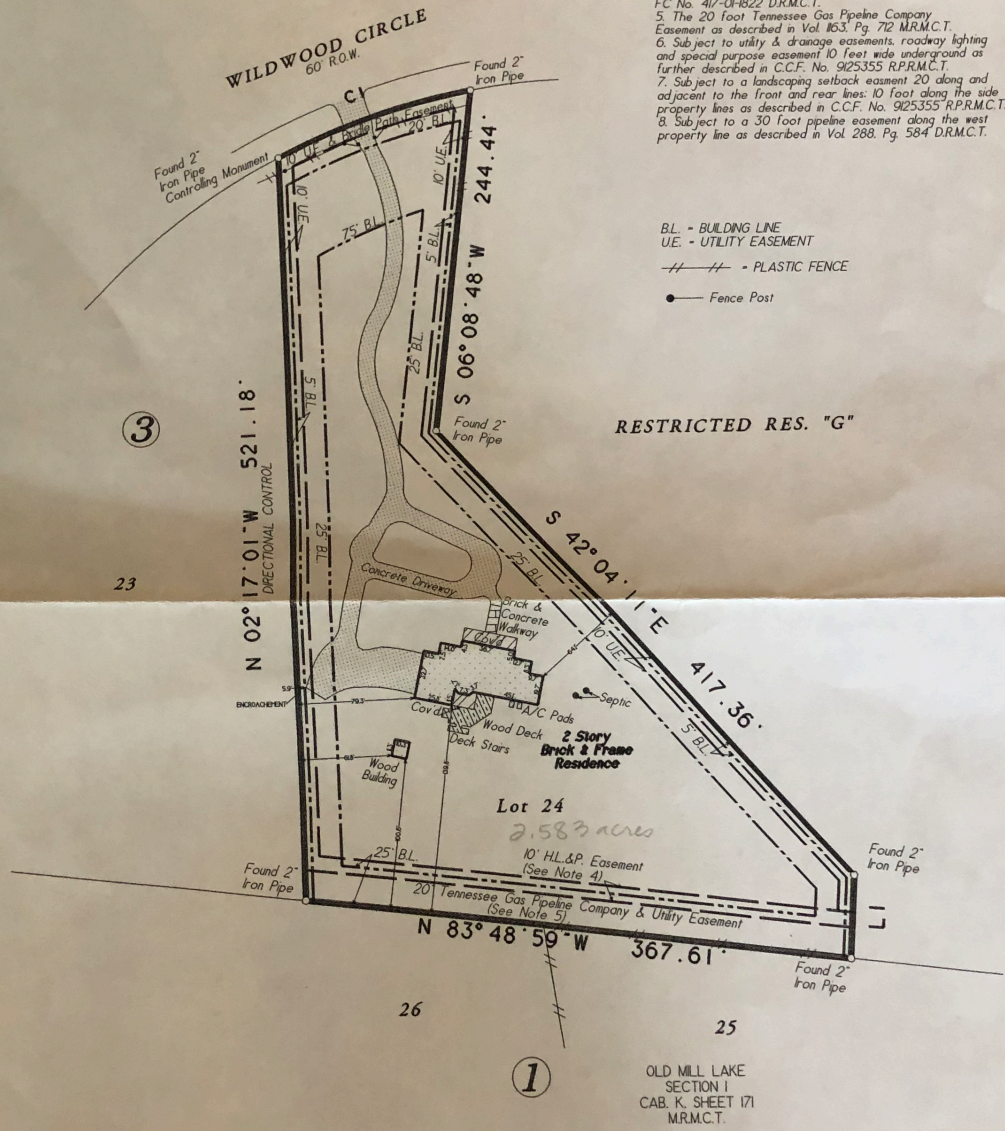 FC No. 417-01-1822 D.R.M.C.T.
5. The 20 foot Tennessee Gas Pipeline Company
Easement as described in Vol. 1163, Pg. 712 M.R.M.C.T.
6. Subject to utility & drainage easements, roadway lighting
and special purpose easement 10 feet wide underground as
further described in C.C.F. No. 9125355 R.P.R.M.C.T.
7. Subject to a landscaping setback easment 20 along and
adjacent to the front and rear lines: 10 foot along the side
property lines as described in C.C.F. No. 9125355 R.P.R.M.C.T.
8. Subject to a 30 foot pipeline easement along the west
property line as described in Vol. 288, Pg. 584 D.R.M.C.T.
WILDWOOD CIRCLE
60' R.O.W.
C1
Found 2"
Iron Pipe
Found 2"
Iron Pipe
Controlling Monument
10' U.E. & Bridle Path Easement
20' B.L.
10' U.E.
10' U.E.
75' B.L.
5' B.L.
25' B.L.
S 06°08'48"W 244.44'
B.L. - BUILDING LINE
U.E. - UTILITY EASEMENT
- PLASTIC FENCE
Fence Post
5' B.L.
3
Found 2"
Iron Pipe
RESTRICTED RES. "G"
N 02°17'01"W 521.18'
DIRECTIONAL CONTROL
25' B.L.
S 42°04'11"E 417.36'
25' B.L.
23
Concrete Driveway
Brick &
Concrete
Walkway
Cov'd
10' U.E.
5.9'
ENCROACHEMENT
79.3'
Cov'd
A/C Pads
Septic
Wood Deck
Deck Stairs
2 Story
Brick & Frame
Residence
5' B.L.
Wood
Building
Lot 24
2.583 acres
25' B.L.
10' H.L.&P. Easement
(See Note 4)
Found 2"
Iron Pipe
Found 2"
Iron Pipe
20' Tennessee Gas Pipeline Company & Utility Easement
(See Note 5)
N 83°48'59"W 367.61'
Found 2"
Iron Pipe
26
25
1
OLD MILL LAKE
SECTION 1
CAB. K, SHEET 171
M.R.M.C.T.